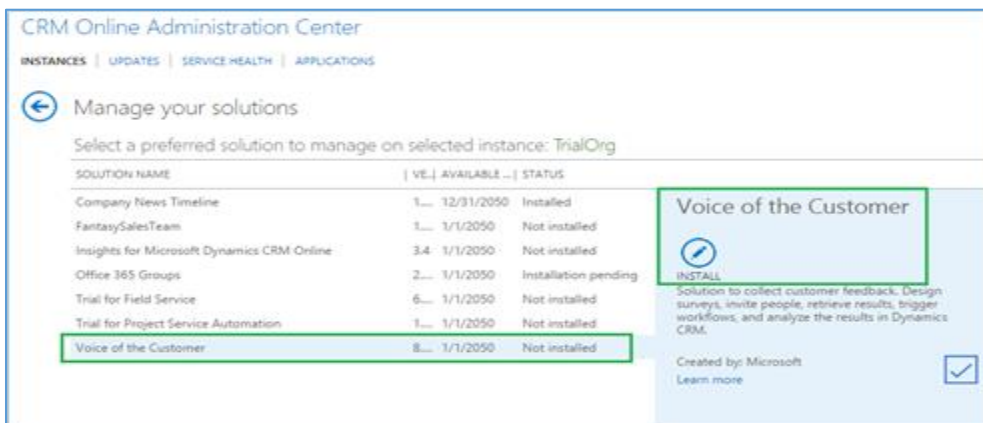 CRM Online Administration Center
INSTANCES | UPDATES | SERVICE HEALTH | APPLICATIONS
Manage your solutions
Select a preferred solution to manage on selected instance: TrialOrg
SOLUTION NAME | VE..| AVAILABLE ...| STATUS
Company News Timeline 1.... 12/31/2050 Installed
FantasySalesTeam 1.... 1/1/2050 Not installed
Insights for Microsoft Dynamics CRM Online 3.4 1/1/2050 Not installed
Office 365 Groups 2.... 1/1/2050 Installation pending
Trial for Field Service 6.... 1/1/2050 Not installed
Trial for Project Service Automation 1.... 1/1/2050 Not installed
Voice of the Customer 8.... 1/1/2050 Not installed
Voice of the Customer
INSTALL
Solution to collect customer feedback. Design
surveys, invite people, retrieve results, trigger
workflows, and analyze the results in Dynamics
CRM.
Created by: Microsoft
Learn more